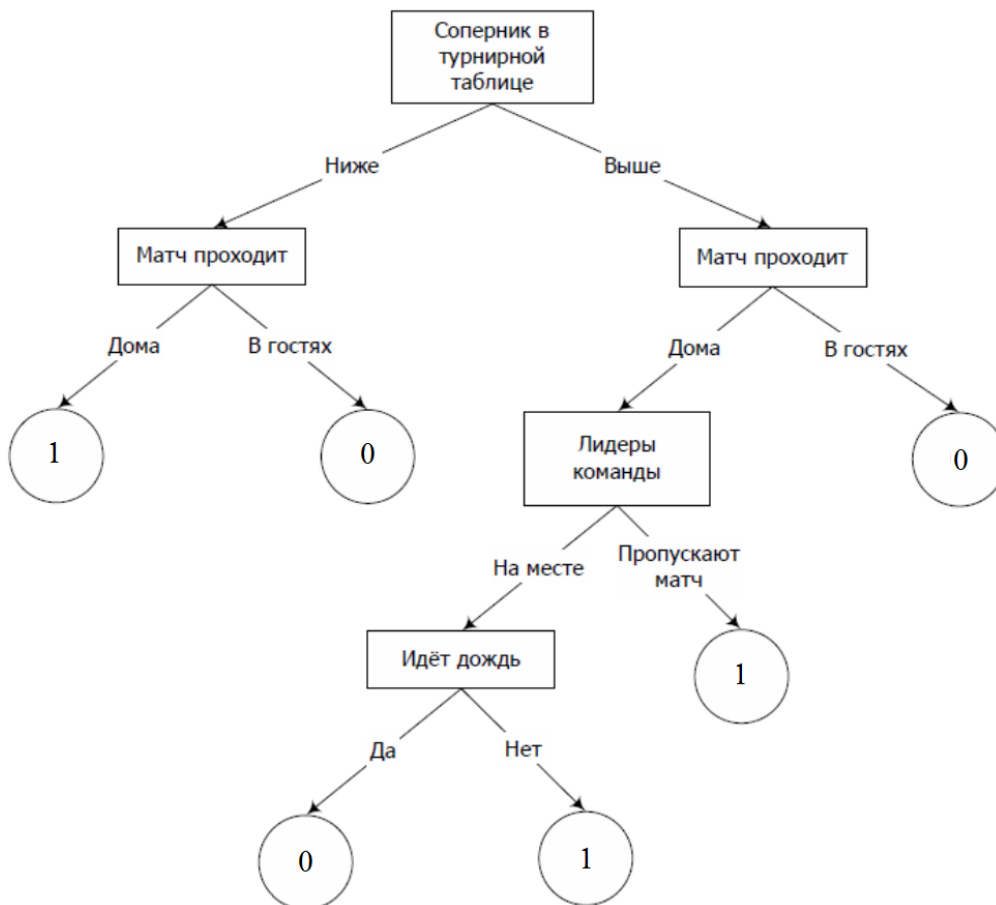 Соперник в
турнирной
таблице
Ниже
Выше
Матч проходит
Матч проходит
Дома
В гостях
Дома
В гостях
1
0
Лидеры
команды
0
На месте
Пропускают
матч
Идёт дождь
1
Да
Нет
0
1